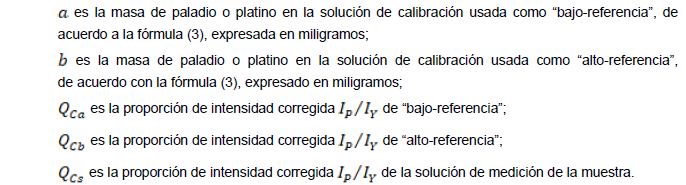 a es la masa de paladio o platino en la solución de calibración usada como “bajo-referencia”, de
acuerdo a la fórmula (3), expresada en miligramos;
b es la masa de paladio o platino en la solución de calibración usada como “alto-referencia”,
de acuerdo con la fórmula (3), expresado en miligramos;
Q_{Ca} es la proporción de intensidad corregida I_P/I_Y de “bajo-referencia”;
Q_{Cb} es la proporción de intensidad corregida I_P/I_Y de “alto-referencia”;
Q_{Cs} es la proporción de intensidad corregida I_P/I_Y de la solución de medición de la muestra.